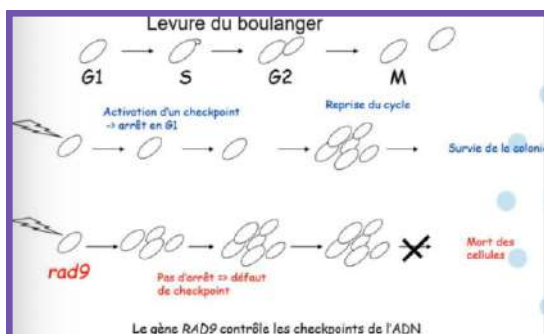 Levure du boulanger
G1 S G2 M
Activation d'un checkpoint
-> arrêt en G1
Reprise du cycle
Survie de la colonie
rad9
Pas d'arrêt => défaut
de checkpoint
Mort des
cellules
Le gène RAD9 contrôle les checkpoints de l'ADN